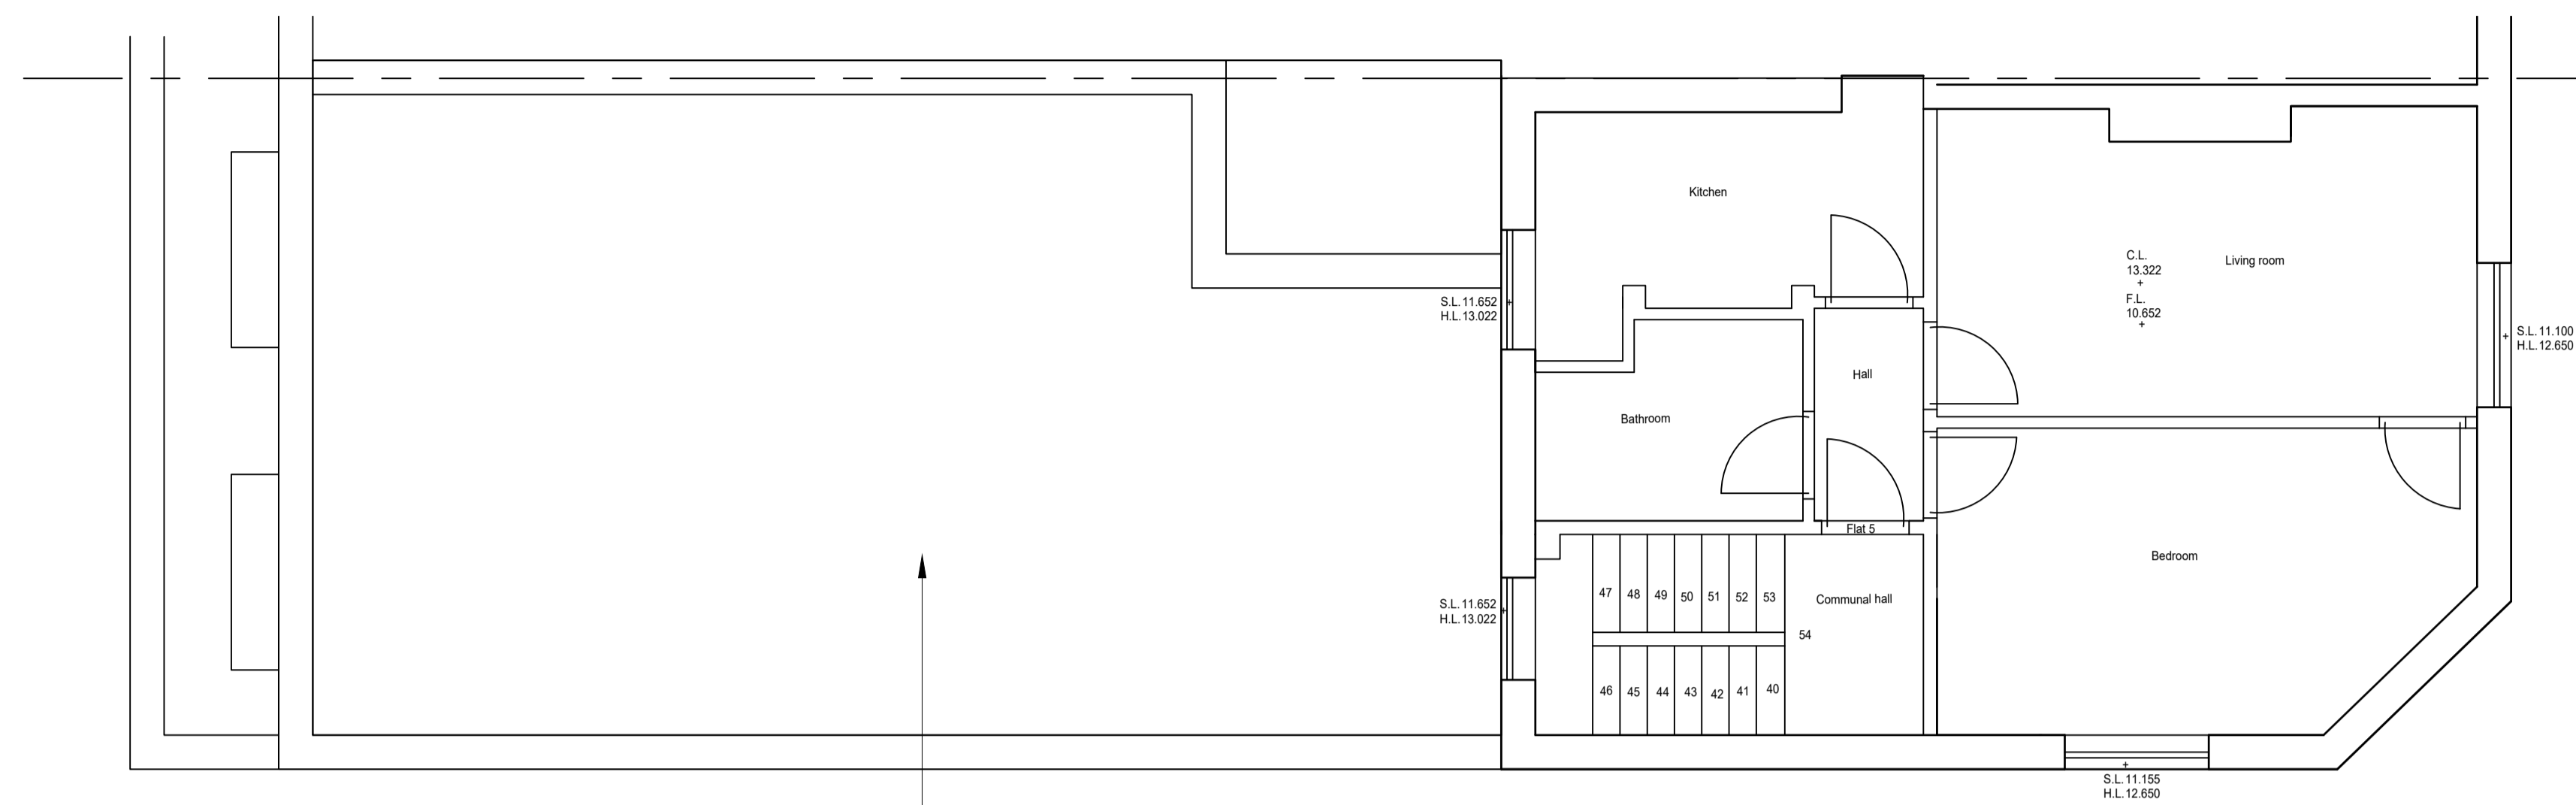 Kitchen
C.L.
13.322
+
F.L.
10.652
+
Living room
S.L. 11.652
H.L. 13.022
+
S.L. 11.100
H.L. 12.650
+
Hall
Bathroom
Flat 5
Bedroom
47 48 49 50 51 52 53
Communal hall
S.L. 11.652
H.L. 13.022
+
54
46 45 44 43 42 41 40
+
S.L. 11.155
H.L. 12.650